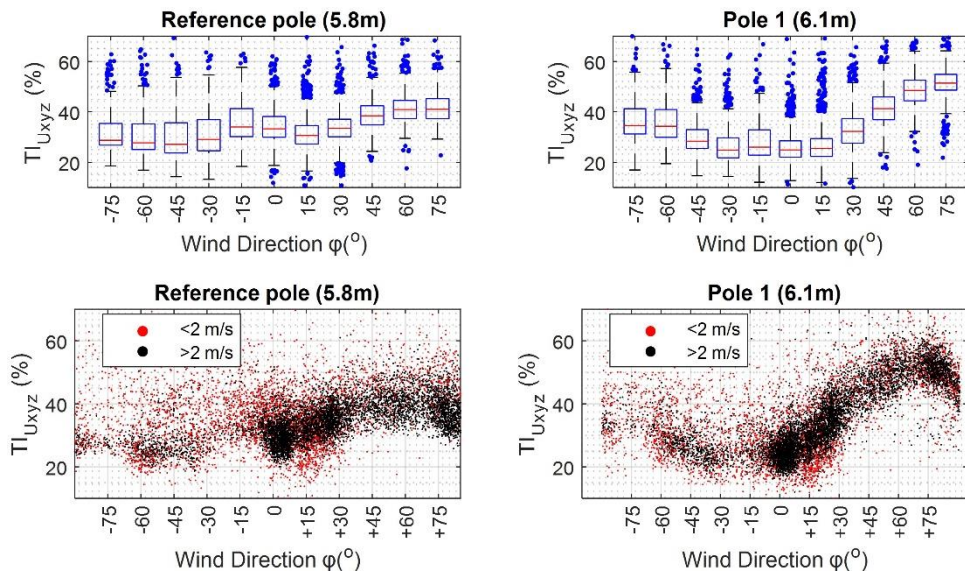 Reference pole (5.8m)
60
40
20
TI_Uxyz (%)
-75 -60 -45 -30 -15 0 15 30 45 60 75
Wind Direction φ(°)
Pole 1 (6.1m)
60
40
20
TI_Uxyz (%)
-75 -60 -45 -30 -15 0 15 30 45 60 75
Wind Direction φ(°)
Reference pole (5.8m)
<2 m/s
>2 m/s
60
40
20
TI_Uxyz (%)
-75 -60 -45 -30 -15 0 +15 +30 +45 +60 +75
Wind Direction φ(°)
Pole 1 (6.1m)
<2 m/s
>2 m/s
60
40
20
TI_Uxyz (%)
-75 -60 -45 -30 -15 0 +15 +30 +45 +60 +75
Wind Direction φ(°)